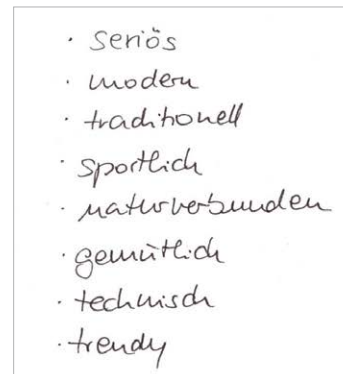 · seriös
· modern
· traditionell
· sportlich
· naturverbunden
· gemütlich
· technisch
· trendy